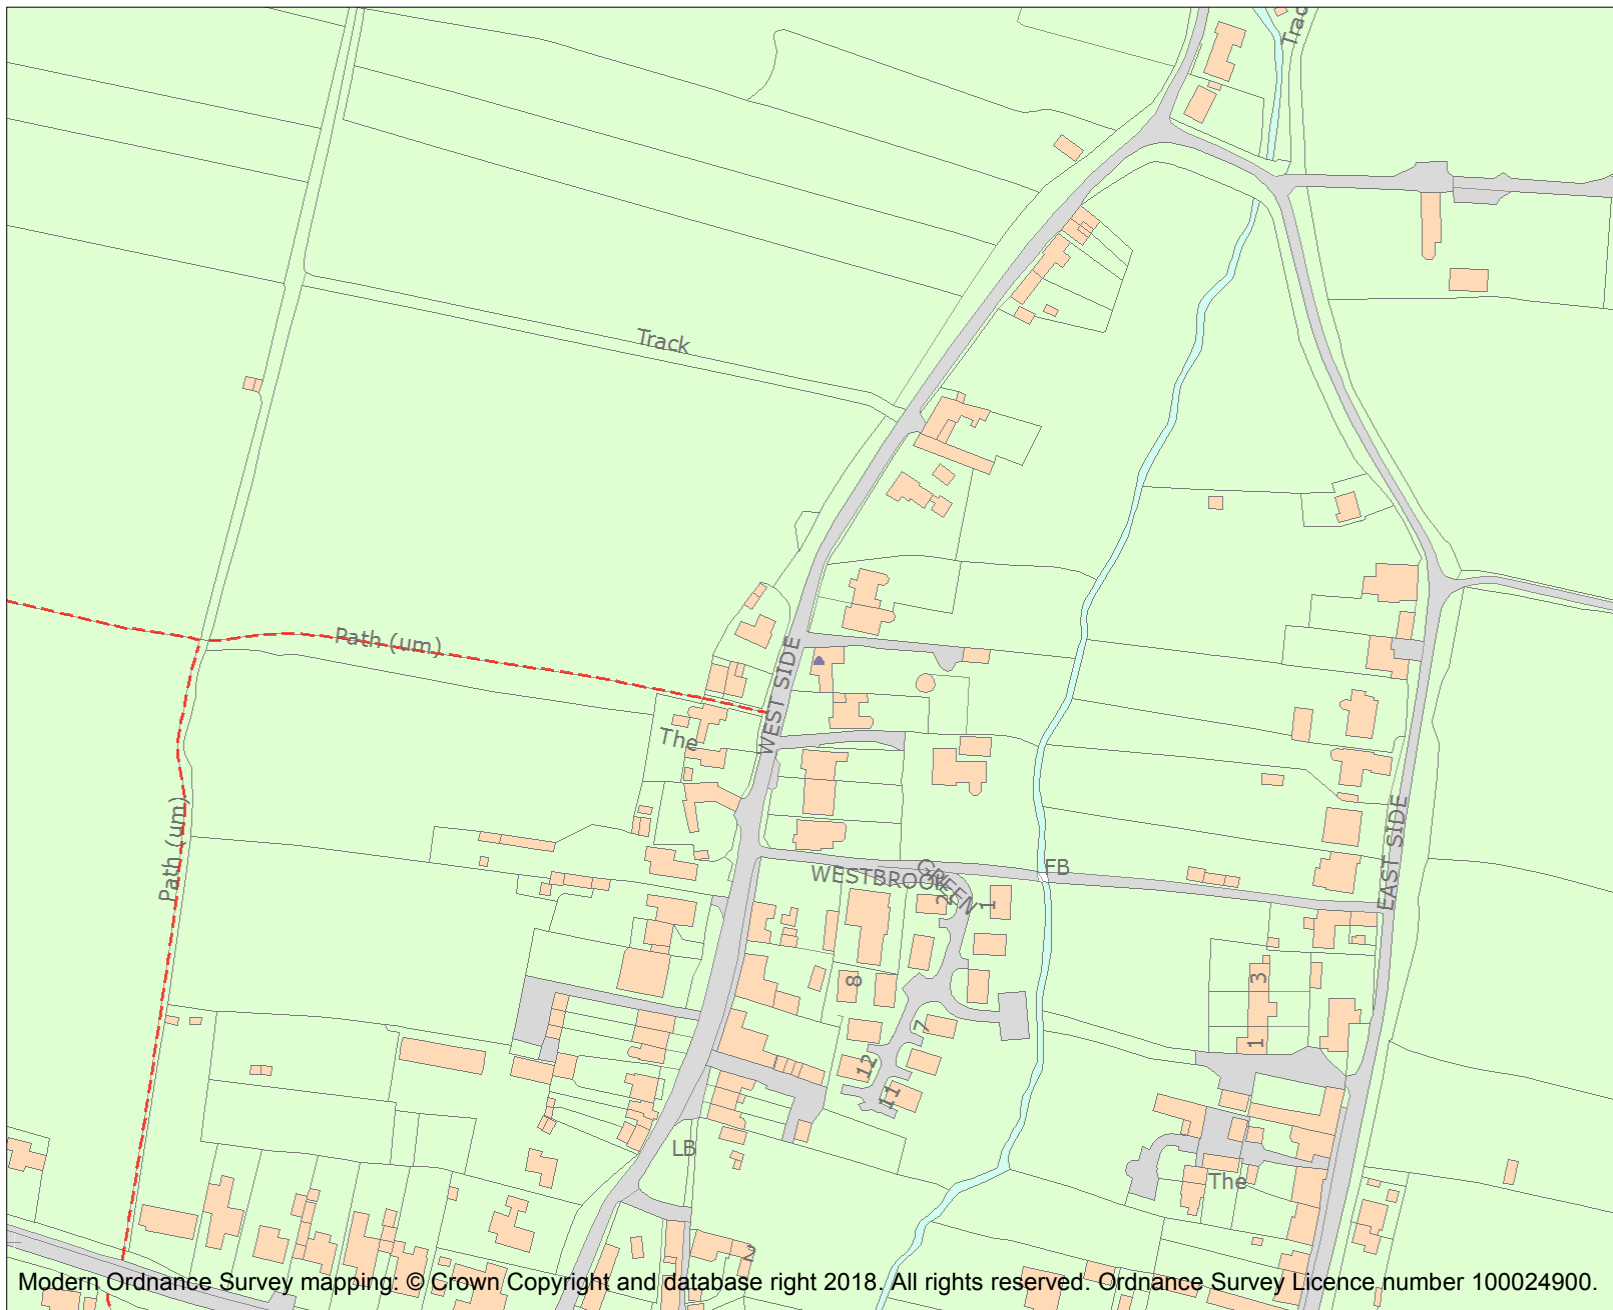 Trac
Track
Path (um)
WEST SIDE
The
Path (um)
EAST SIDE
FB
WESTBROOK
GREEN
2
1
8
3
7
1
12
11
LB
The
2
Modern Ordnance Survey mapping: © Crown Copyright and database right 2018. All rights reserved. Ordnance Survey Licence number 100024900.